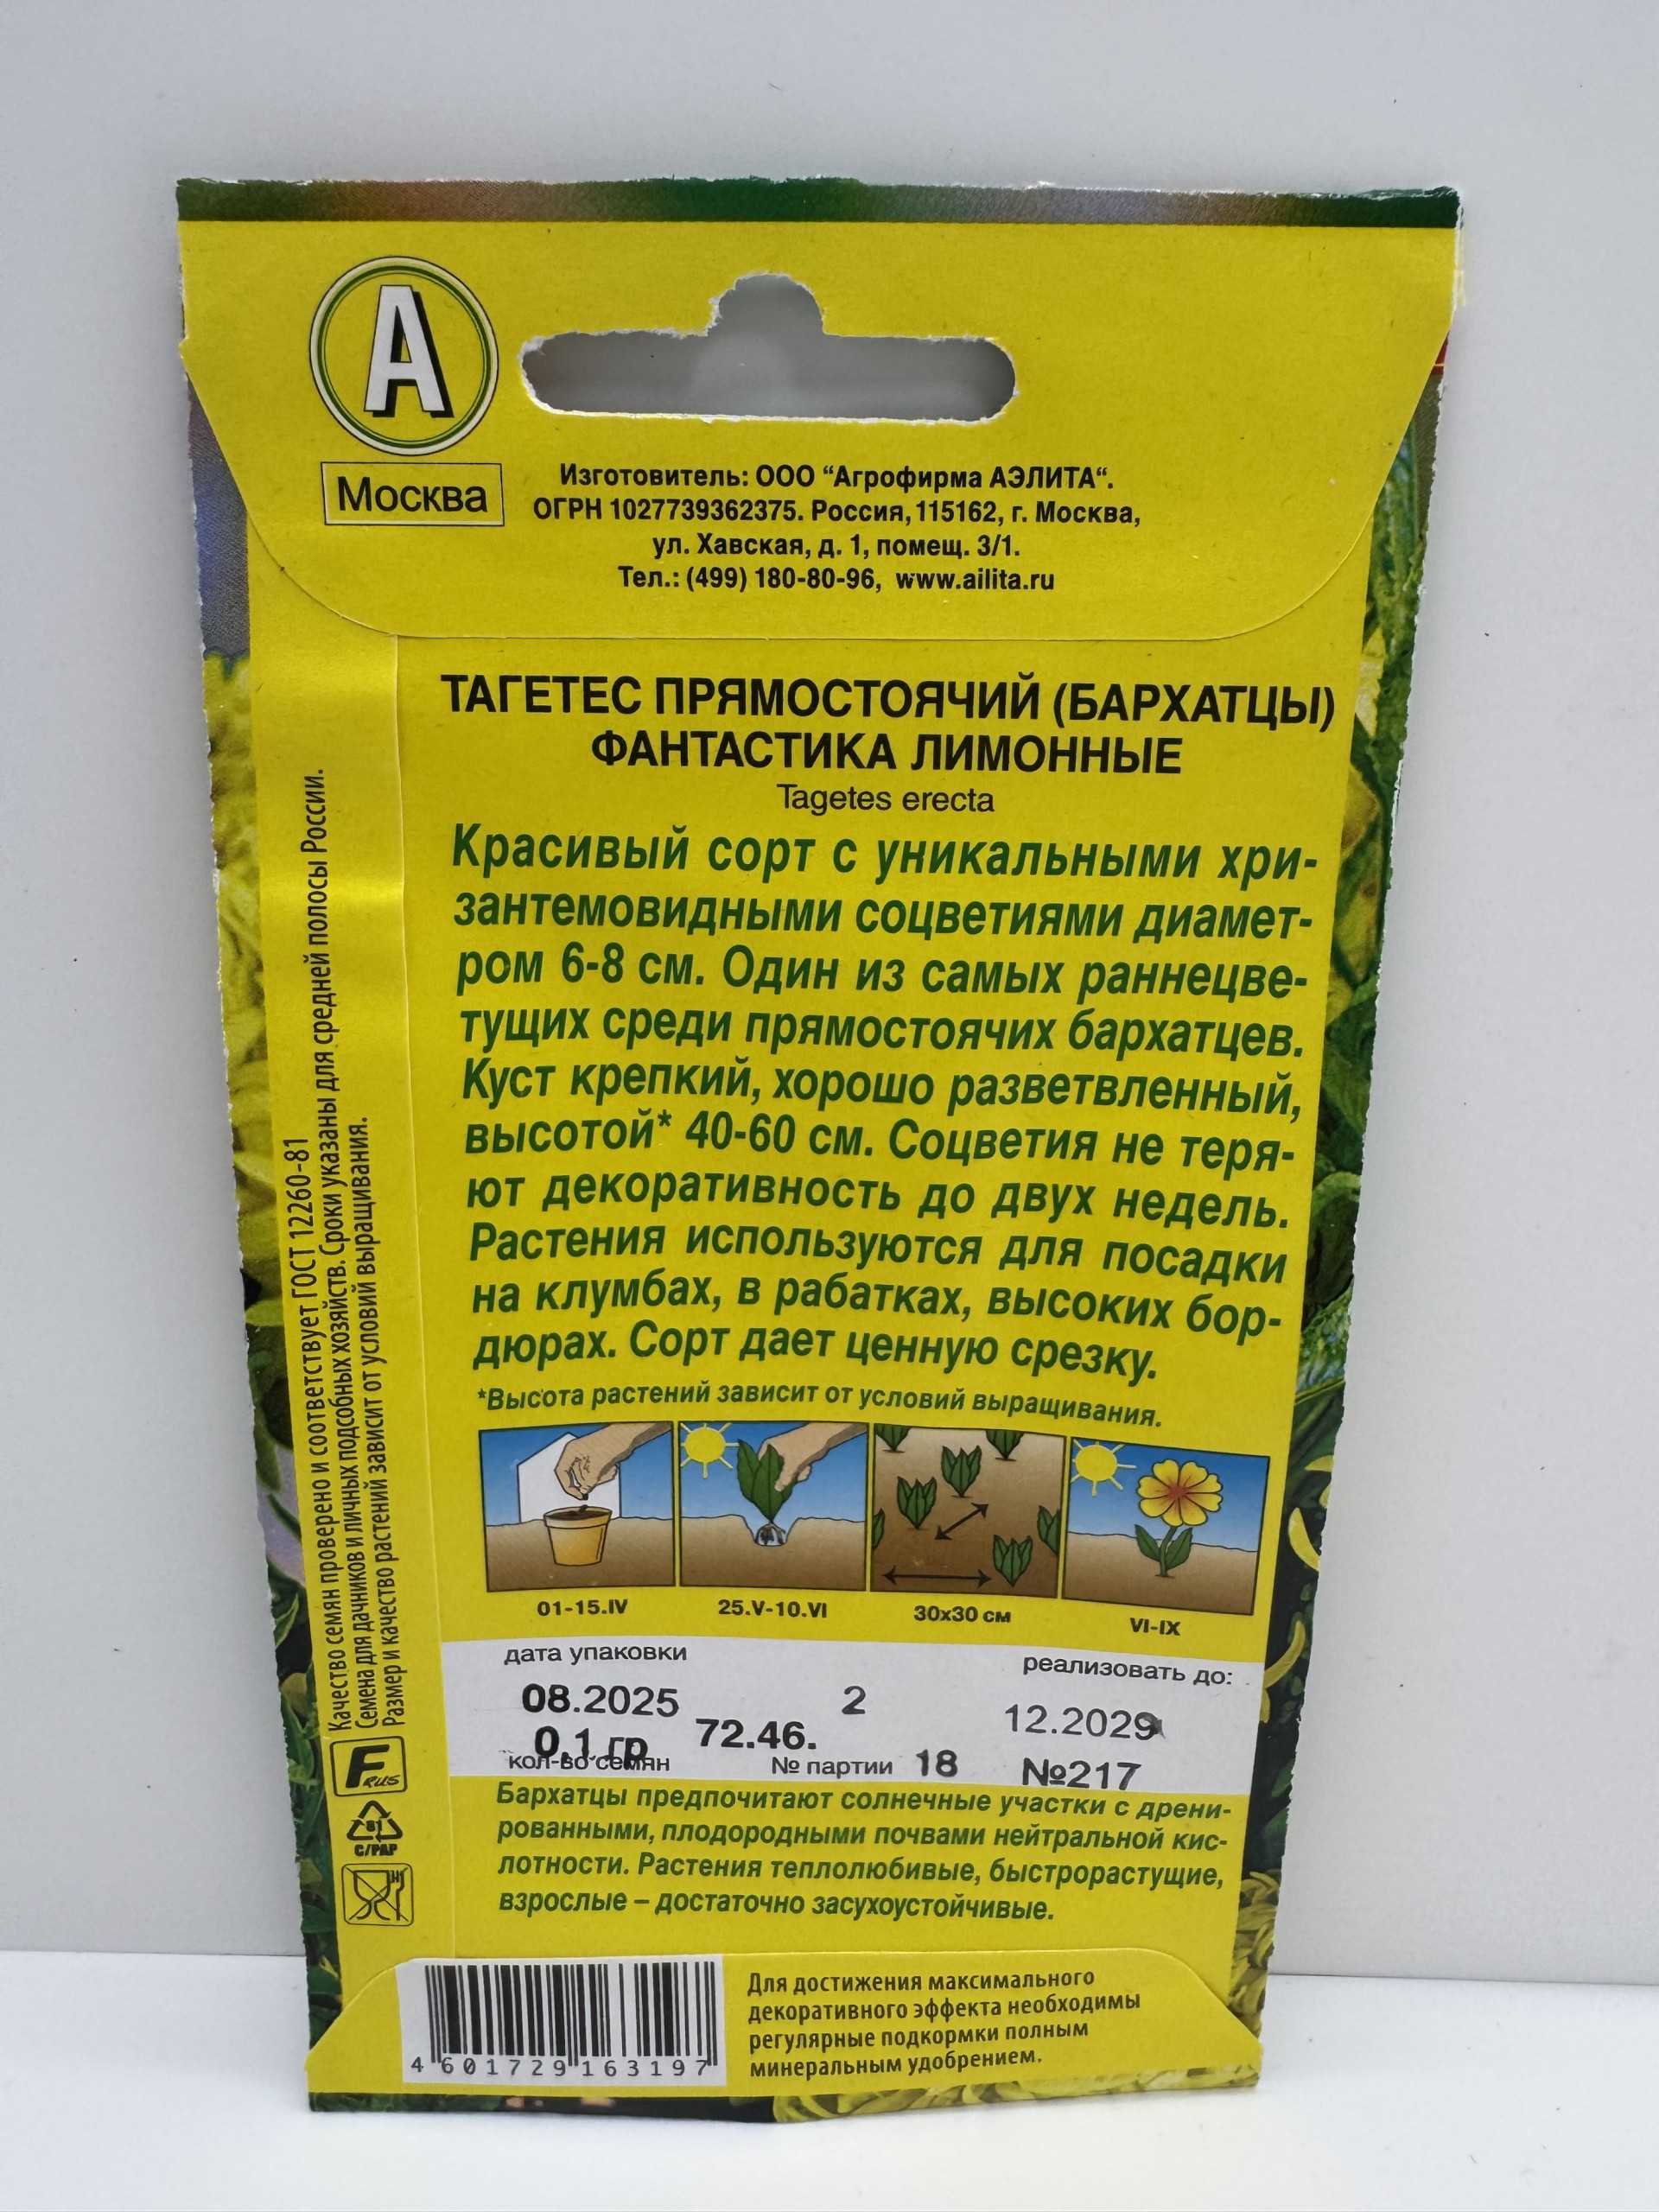 А
Москва
Изготовитель: ООО “Агрофирма АЭЛИТА“.
ОГРН 1027739362375. Россия, 115162, г. Москва,
ул. Хавская, д. 1, помещ. 3/1.
Тел.: (499) 180-80-96, www.ailita.ru
ТАГЕТЕС ПРЯМОСТОЯЧИЙ (БАРХАТЦЫ)
ФАНТАСТИКА ЛИМОННЫЕ
Tagetes erecta
Красивый сорт с уникальными хри-
зантемовидными соцветиями диамет-
ром 6-8 см. Один из самых раннецве-
тущих среди прямостоячих бархатцев.
Куст крепкий, хорошо разветвленный,
высотой* 40-60 см. Соцветия не теря-
ют декоративность до двух недель.
Растения используются для посадки
на клумбах, в рабатках, высоких бор-
дюрах. Сорт дает ценную срезку.
*Высота растений зависит от условий выращивания.
01-15.IV
25.V-10.VI
30х30 см
VI-IX
дата упаковки
реализовать до:
08.2025
2
12.2029
0,1 гр
72.46.
кол-во семян
№ партии
18
№217
Бархатцы предпочитают солнечные участки с дрени-
рованными, плодородными почвами нейтральной кис-
лотности. Растения теплолюбивые, быстрорастущие,
взрослые – достаточно засухоустойчивые.
Для достижения максимального
декоративного эффекта необходимы
регулярные подкормки полным
минеральным удобрением.
4 601729 163197
Качество семян проверено и соответствует ГОСТ 12260-81
Семена для дачников и личных подсобных хозяйств. Сроки указаны для средней полосы России.
Размер и качество растений зависит от условий выращивания.
F RUS
81
C/PAP